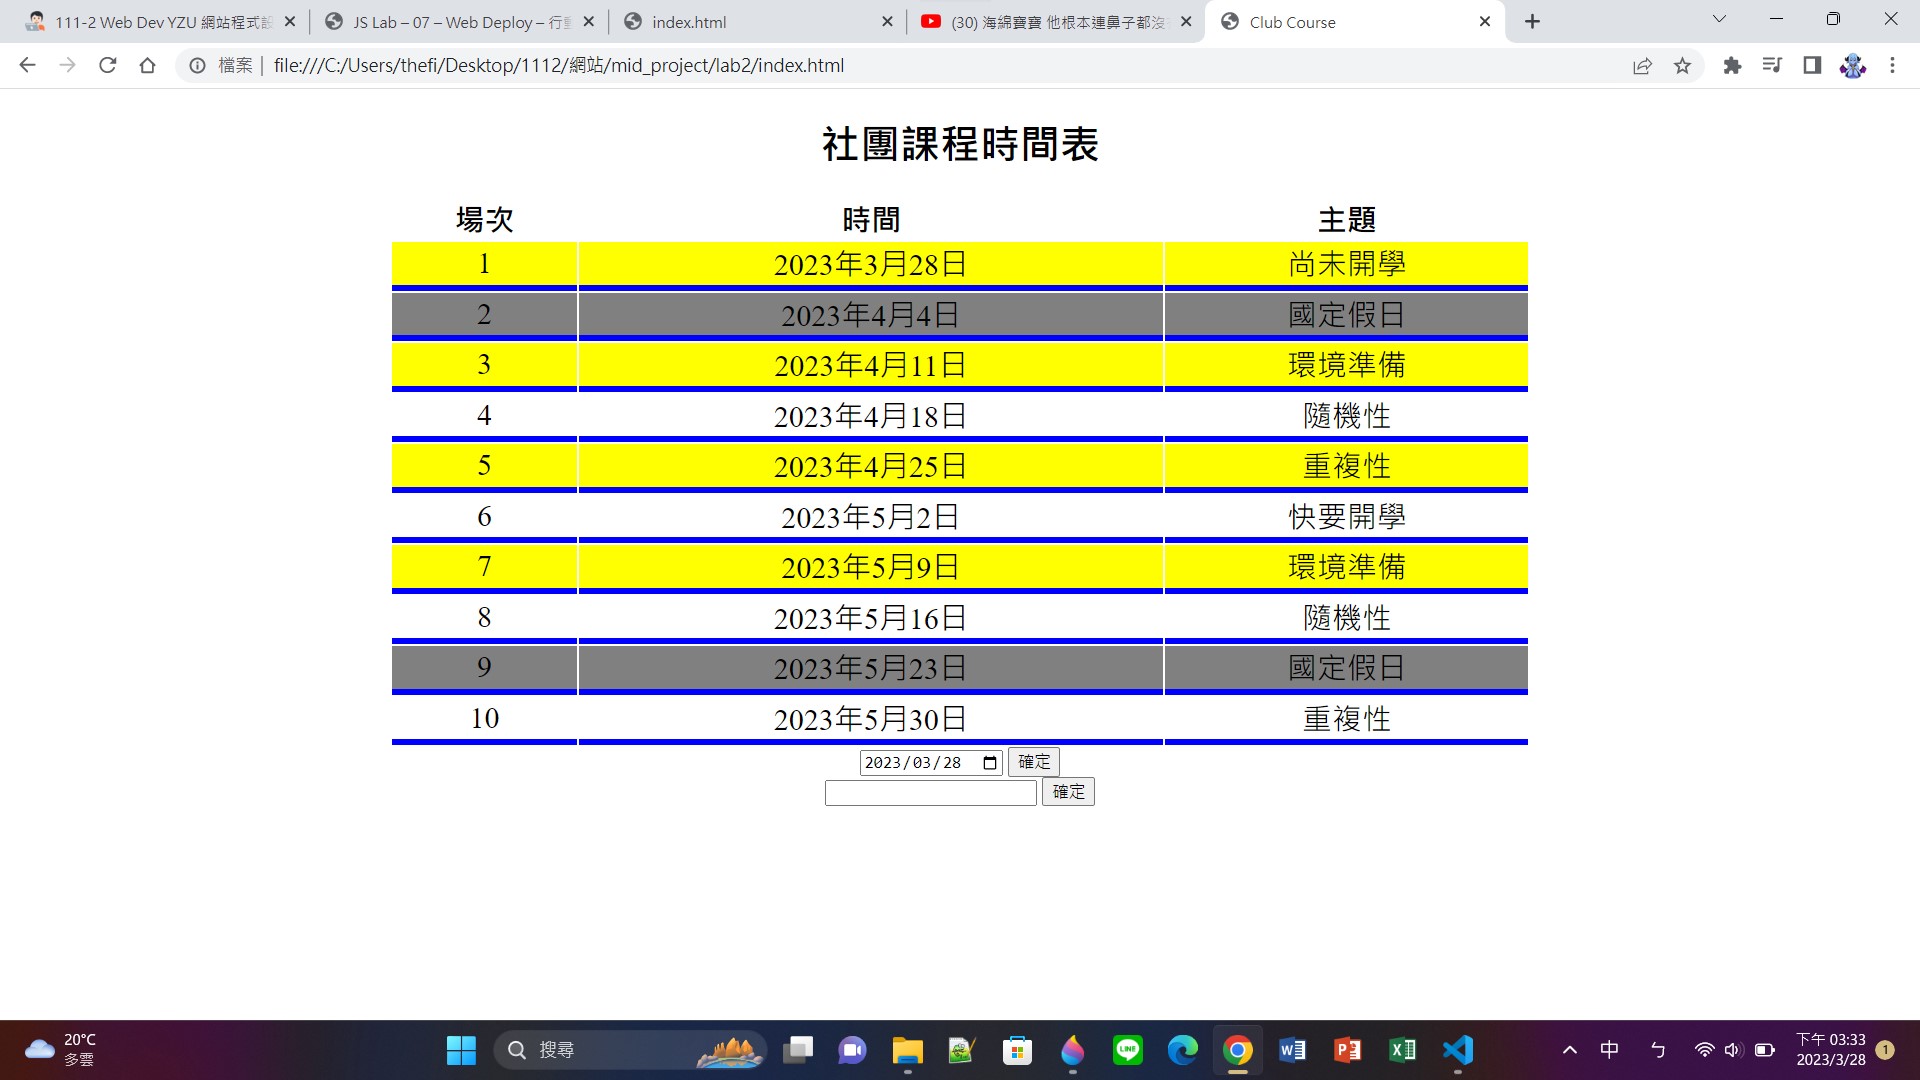 111-2 Web Dev YZU 網站程式設
JS Lab – 07 – Web Deploy – 行動
index.html
(30) 海綿寶寶 他根本連鼻子都沒
Club Course
檔案 | file:///C:/Users/thefi/Desktop/1112/網站/mid_project/lab2/index.html
社團課程時間表
場次 時間 主題
1 2023年3月28日 尚未開學
2 2023年4月4日 國定假日
3 2023年4月11日 環境準備
4 2023年4月18日 隨機性
5 2023年4月25日 重複性
6 2023年5月2日 快要開學
7 2023年5月9日 環境準備
8 2023年5月16日 隨機性
9 2023年5月23日 國定假日
10 2023年5月30日 重複性
2023/03/28 確定
確定
20°C
多雲
搜尋
LINE
中
ㄅ
下午 03:33
2023/3/28
1